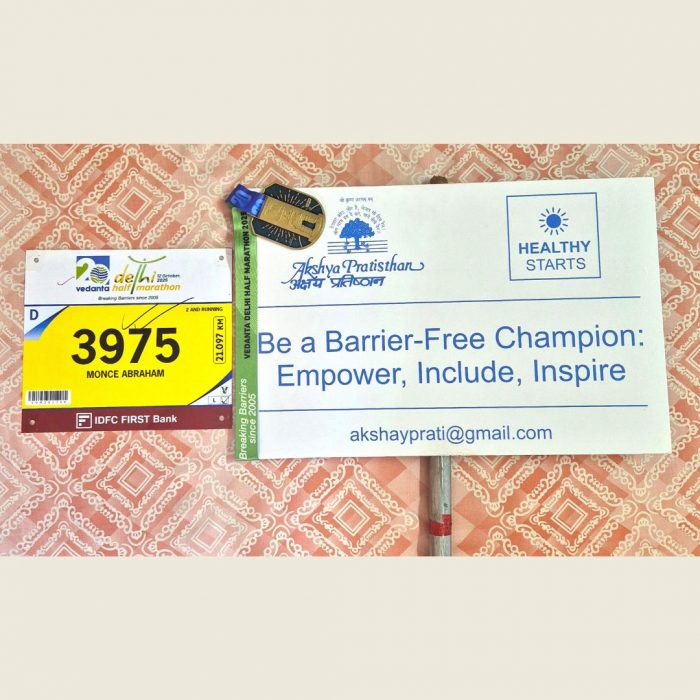 20
vedanta
delhi
half marathon
12 October,
2025
Breaking Barriers since 2005
D
2 AND RUNNING
3975
MONCE ABRAHAM
21.097 KM
V
L
IDFC FIRST Bank
VEDANTA DELHI HALF MARATHON 2025
Breaking Barriers
since 2005
Akshya Pratisthan
अक्षय प्रतिष्ठान
HEALTHY
STARTS
Be a Barrier-Free Champion:
Empower, Include, Inspire
akshayprati@gmail.com